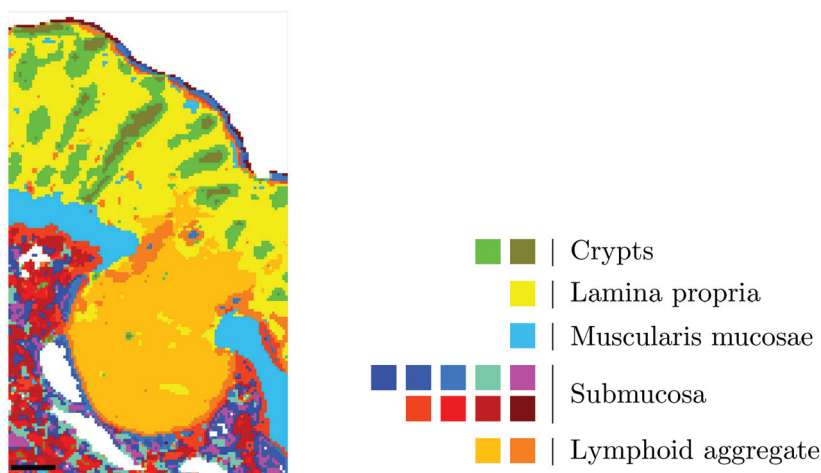 Crypts
Lamina propria
Muscularis mucosae
Submucosa
Lymphoid aggregate